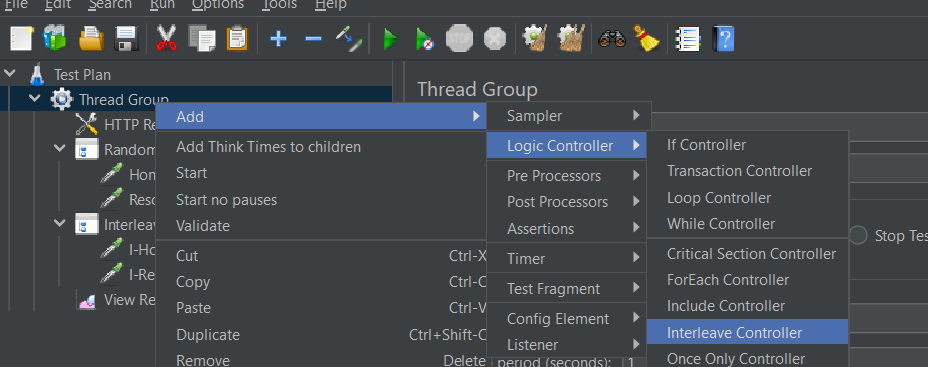 File Edit Search Run Options Tools Help
Test Plan
Thread Group
HTTP Re
Random
Hom
Reso
Interleav
I-Ho
I-Re
View Re
Add
Add Think Times to children
Start
Start no pauses
Validate
Cut Ctrl-X
Copy Ctrl-C
Paste Ctrl-V
Duplicate Ctrl+Shift-C
Remove Delete
Sampler
Logic Controller
Pre Processors
Post Processors
Assertions
Timer
Test Fragment
Config Element
Listener
If Controller
Transaction Controller
Loop Controller
While Controller
Critical Section Controller
ForEach Controller
Include Controller
Interleave Controller
Once Only Controller
Thread Group
Stop Tes
period (seconds): 1